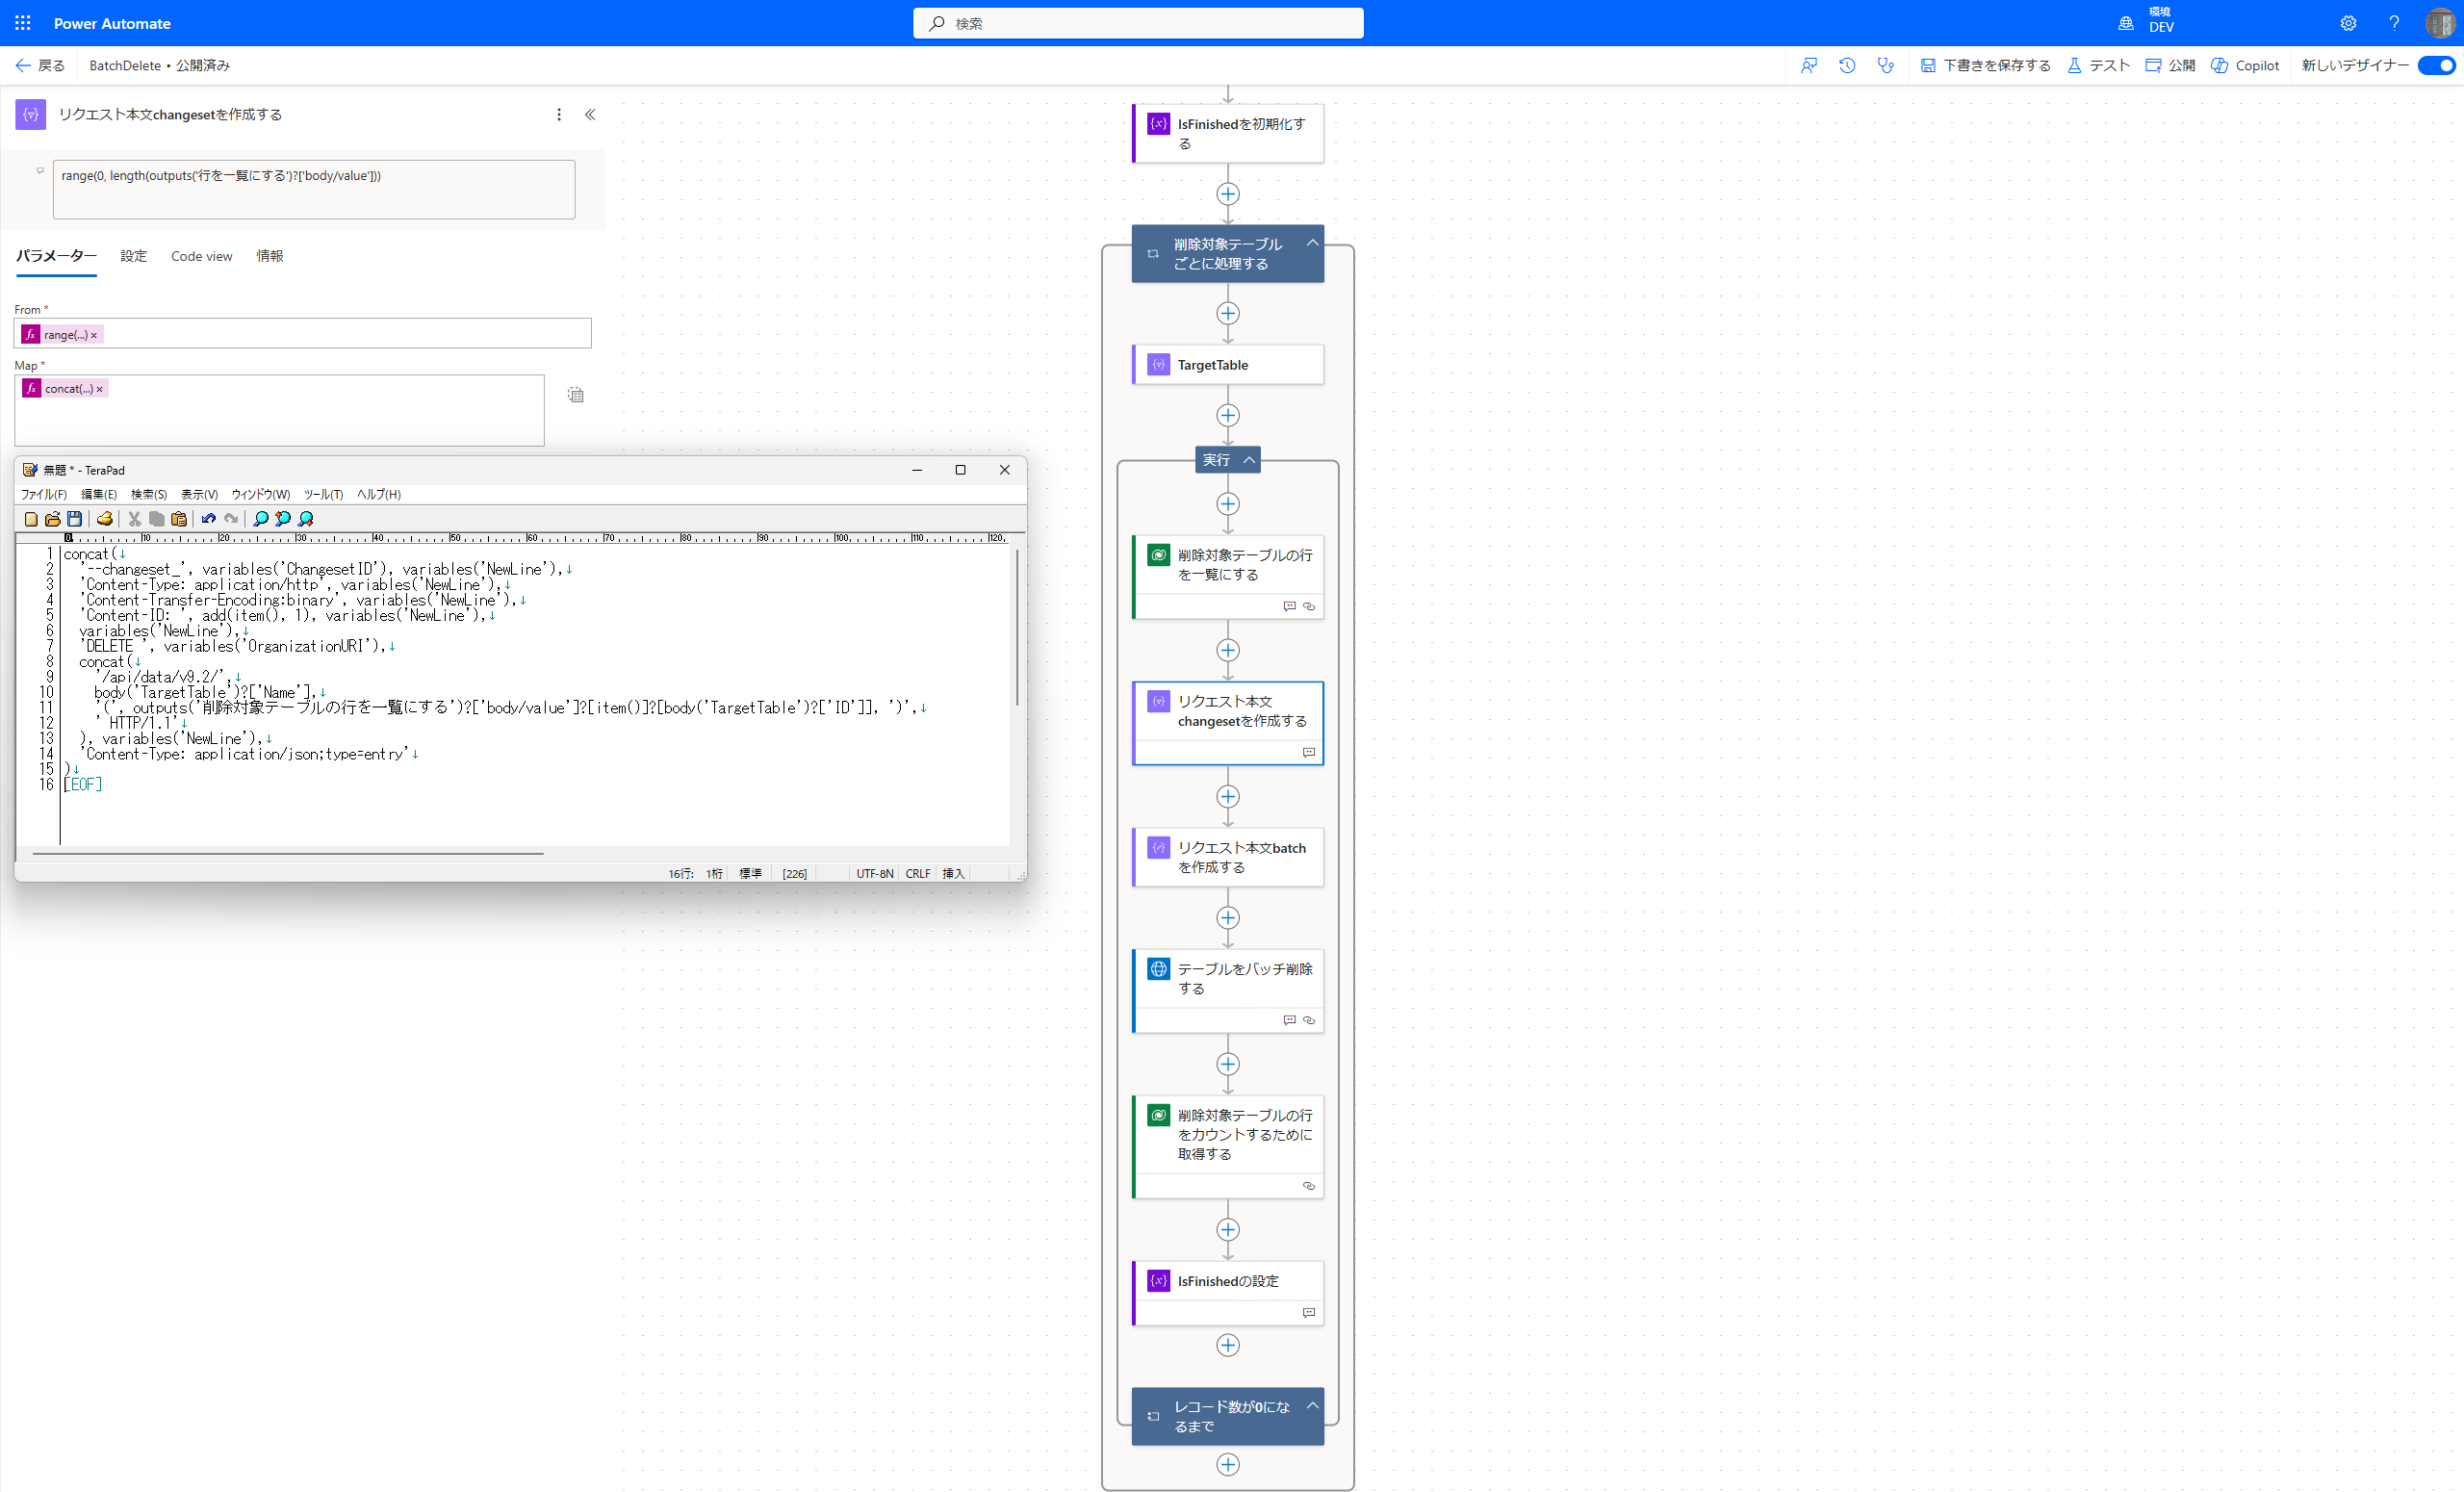 Power Automate
検索
環境
DEV
戻る
BatchDelete • 公開済み
下書きを保存する
テスト
公開
Copilot
新しいデザイナー
リクエスト本文changesetを作成する
range(0, length(outputs('行を一覧にする')?['body/value']))
パラメーター
設定
Code view
情報
From *
range(...) ×
Map *
concat(...) ×
無題 * - TeraPad
ファイル(F) 編集(E) 検索(S) 表示(V) ウィンドウ(W) ツール(T) ヘルプ(H)
0 10 20 30 40 50 60 70 80 90 100 110 120
1 concat(↓
2 '--changeset_', variables('ChangesetID'), variables('NewLine'),↓
3 'Content-Type: application/http', variables('NewLine'),↓
4 'Content-Transfer-Encoding:binary', variables('NewLine'),↓
5 'Content-ID: ', add(item(), 1), variables('NewLine'),↓
6 variables('NewLine'),↓
7 'DELETE ', variables('OrganizationURI'),↓
8 concat(↓
9 '/api/data/v9.2/',↓
10 body('TargetTable')?['Name'],↓
11 '(', outputs('削除対象テーブルの行を一覧にする')?['body/value']?[item()]?[body('TargetTable')?['ID']], ')',↓
12 ' HTTP/1.1'↓
13 ), variables('NewLine'),↓
14 'Content-Type: application/json;type=entry'↓
15 )↓
16 [EOF]
16行: 1桁 標準 [226] UTF-8N CRLF 挿入
IsFinishedを初期化す
る
削除対象テーブル
ごとに処理する
TargetTable
実行
削除対象テーブルの行
を一覧にする
リクエスト本文
changesetを作成する
リクエスト本文batch
を作成する
テーブルをバッチ削除
する
削除対象テーブルの行
をカウントするために
取得する
IsFinishedの設定
レコード数が0にな
るまで